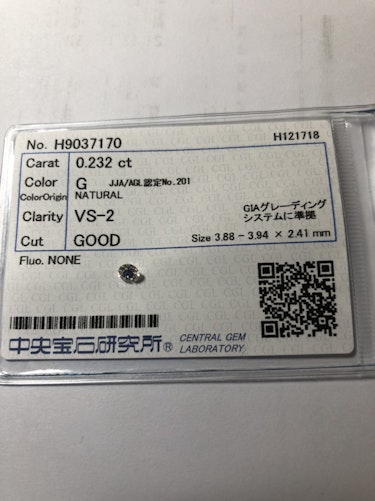 No. H9037170 H121718
Carat 0.232 ct
Color G JJA/AGL認定No.201
ColorOrigin NATURAL
Clarity VS-2 GIAグレーディング
システムに準拠
Cut GOOD Size 3.88 - 3.94 × 2.41 mm
Fluo. NONE
中央宝石研究所 CENTRAL GEM
LABORATORY